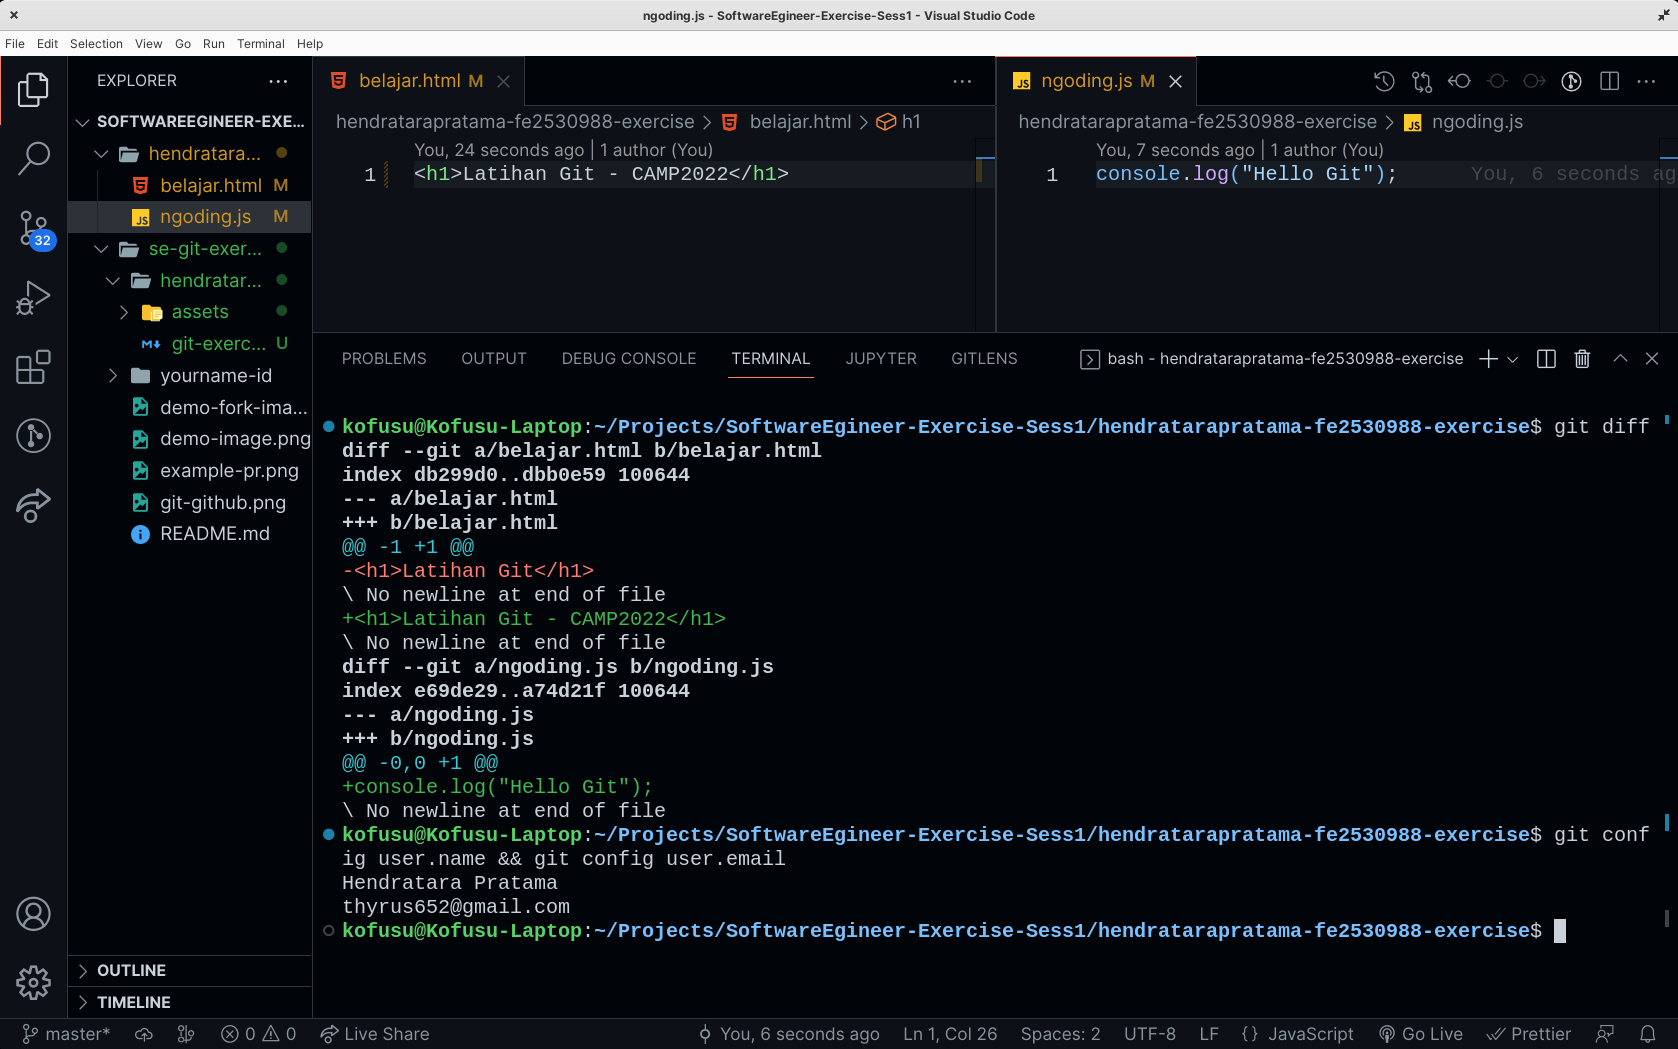 ngoding.js - SoftwareEgineer-Exercise-Sess1 - Visual Studio Code
File Edit Selection View Go Run Terminal Help
EXPLORER
SOFTWAREEGINEER-EXE...
hendratara...
belajar.html M
ngoding.js M
se-git-exer...
hendratar...
assets
git-exerc... U
yourname-id
demo-fork-ima...
demo-image.png
example-pr.png
git-github.png
README.md
OUTLINE
TIMELINE
32
belajar.html M
hendratarapratama-fe2530988-exercise > belajar.html > h1
You, 24 seconds ago | 1 author (You)
1 <h1>Latihan Git - CAMP2022</h1>
JS ngoding.js M
hendratarapratama-fe2530988-exercise > JS ngoding.js
You, 7 seconds ago | 1 author (You)
1 console.log("Hello Git"); You, 6 seconds ag
PROBLEMS OUTPUT DEBUG CONSOLE TERMINAL JUPYTER GITLENS bash - hendratarapratama-fe2530988-exercise
kofusu@Kofusu-Laptop:~/Projects/SoftwareEgineer-Exercise-Sess1/hendratarapratama-fe2530988-exercise$ git diff
diff --git a/belajar.html b/belajar.html
index db299d0..dbb0e59 100644
--- a/belajar.html
+++ b/belajar.html
@@ -1 +1 @@
-<h1>Latihan Git</h1>
\ No newline at end of file
+<h1>Latihan Git - CAMP2022</h1>
\ No newline at end of file
diff --git a/ngoding.js b/ngoding.js
index e69de29..a74d21f 100644
--- a/ngoding.js
+++ b/ngoding.js
@@ -0,0 +1 @@
+console.log("Hello Git");
\ No newline at end of file
kofusu@Kofusu-Laptop:~/Projects/SoftwareEgineer-Exercise-Sess1/hendratarapratama-fe2530988-exercise$ git conf
ig user.name && git config user.email
Hendratara Pratama
thyrus652@gmail.com
kofusu@Kofusu-Laptop:~/Projects/SoftwareEgineer-Exercise-Sess1/hendratarapratama-fe2530988-exercise$
master* 0 0 Live Share You, 6 seconds ago Ln 1, Col 26 Spaces: 2 UTF-8 LF {} JavaScript Go Live Prettier